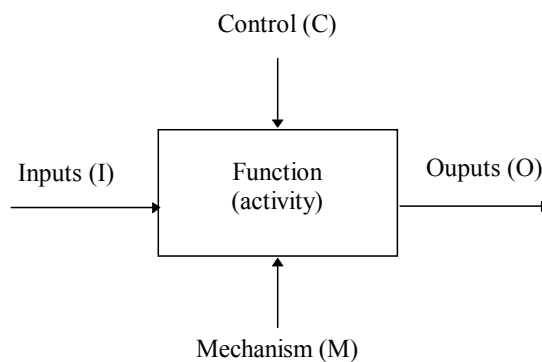 Control (C)
Inputs (I)
Function
(activity)
Ouputs (O)
Mechanism (M)